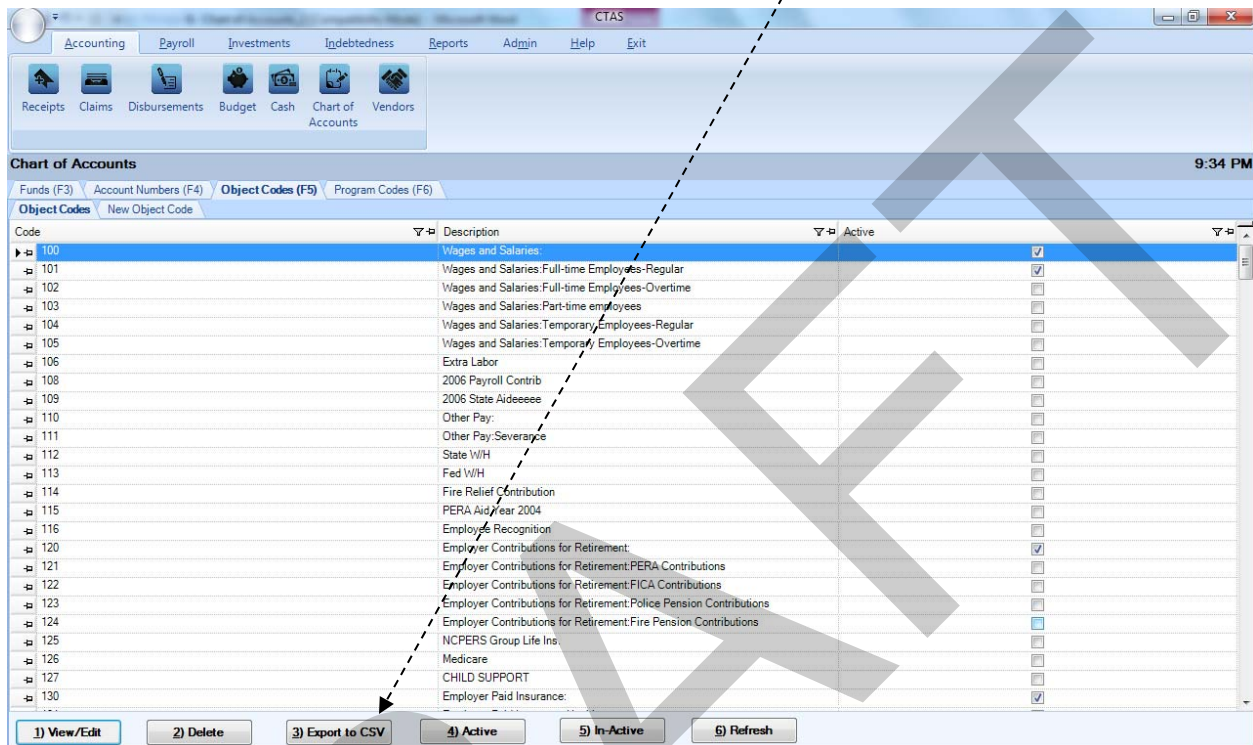 CTAS
Accounting Payroll Investments Indebtedness Reports Admin Help Exit
Receipts Claims Disbursements Budget Cash Chart of Accounts Vendors
Chart of Accounts 9:34 PM
Funds (F3) Account Numbers (F4) Object Codes (F5) Program Codes (F6)
Object Codes New Object Code
Code Description Active
100 Wages and Salaries:
101 Wages and Salaries:Full-time Employees-Regular
102 Wages and Salaries:Full-time Employees-Overtime
103 Wages and Salaries:Part-time employees
104 Wages and Salaries:Temporary Employees-Regular
105 Wages and Salaries:Temporary Employees-Overtime
106 Extra Labor
108 2006 Payroll Contrib
109 2006 State Aideeeee
110 Other Pay:
111 Other Pay:Severance
112 State W/H
113 Fed W/H
114 Fire Relief Contribution
115 PERA Aid Year 2004
116 Employee Recognition
120 Employer Contributions for Retirement:
121 Employer Contributions for Retirement:PERA Contributions
122 Employer Contributions for Retirement:FICA Contributions
123 Employer Contributions for Retirement:Police Pension Contributions
124 Employer Contributions for Retirement:Fire Pension Contributions
125 NCPERS Group Life Ins.
126 Medicare
127 CHILD SUPPORT
130 Employer Paid Insurance:
1) View/Edit 2) Delete 3) Export to CSV 4) Active 5) In-Active 6) Refresh